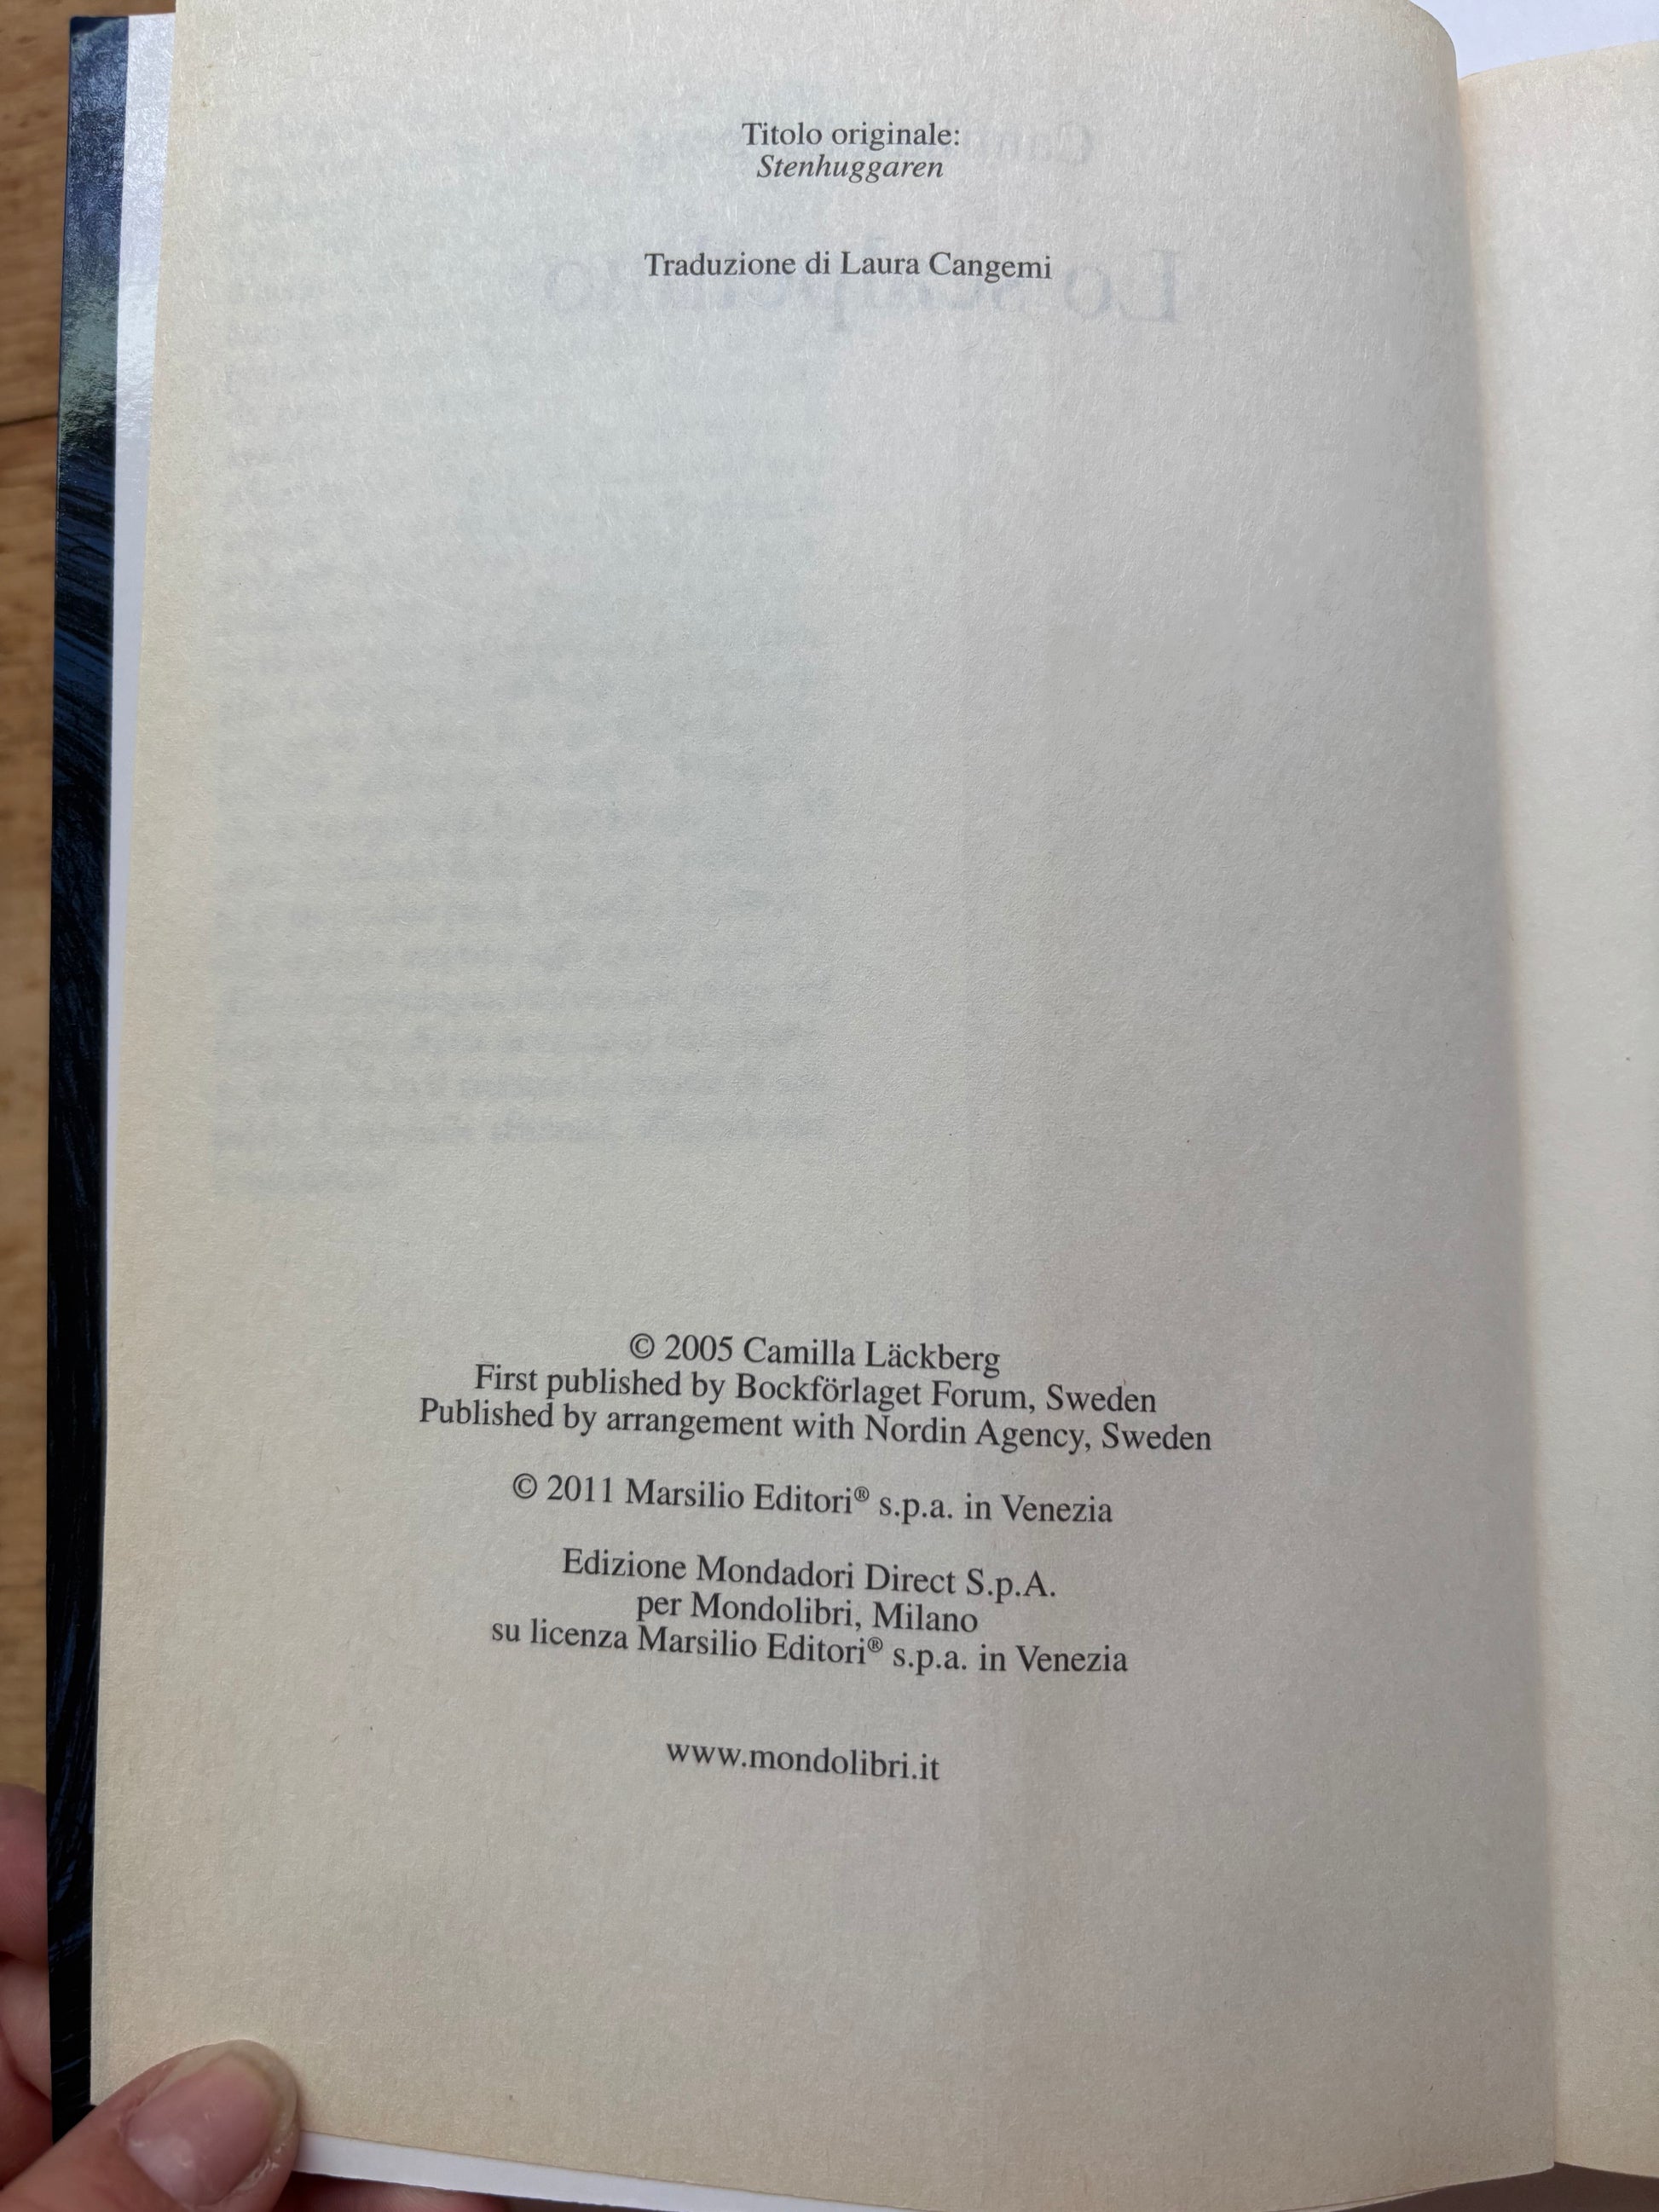 Titolo originale:
Stenhuggaren
Traduzione di Laura Cangemi
© 2005 Camilla Läckberg
First published by Bockförlaget Forum, Sweden
Published by arrangement with Nordin Agency, Sweden
© 2011 Marsilio Editori® s.p.a. in Venezia
Edizione Mondadori Direct S.p.A.
per Mondolibri, Milano
su licenza Marsilio Editori® s.p.a. in Venezia
www.mondolibri.it